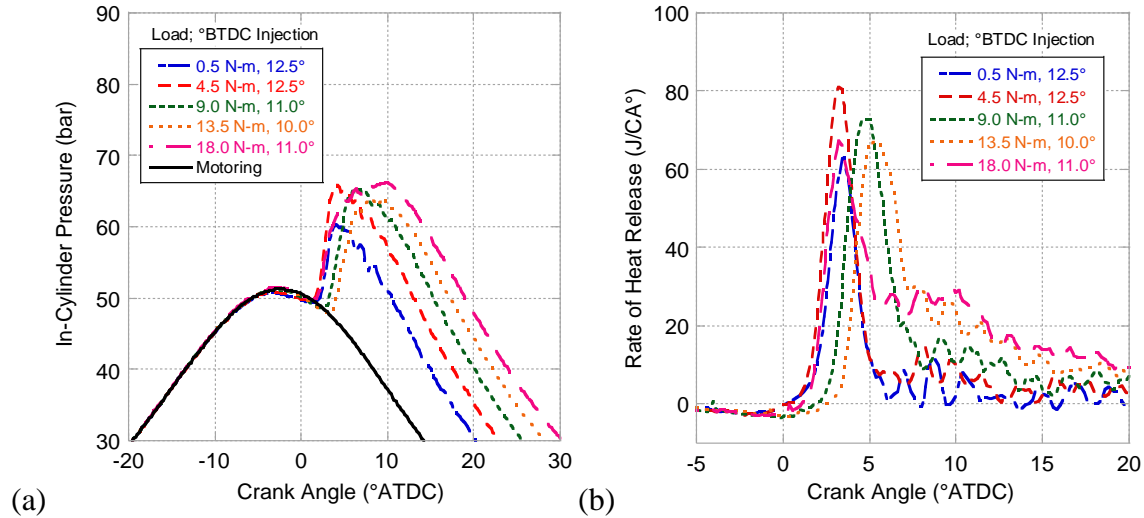 90
80
70
60
50
40
30
-20
-10
0
10
20
30
In-Cylinder Pressure (bar)
Crank Angle (°ATDC)
Load; °BTDC Injection
0.5 N-m, 12.5°
4.5 N-m, 12.5°
9.0 N-m, 11.0°
13.5 N-m, 10.0°
18.0 N-m, 11.0°
Motoring
(a)
100
80
60
40
20
0
-5
0
5
10
15
20
Rate of Heat Release (J/CA°)
Crank Angle (°ATDC)
Load; °BTDC Injection
0.5 N-m, 12.5°
4.5 N-m, 12.5°
9.0 N-m, 11.0°
13.5 N-m, 10.0°
18.0 N-m, 11.0°
(b)